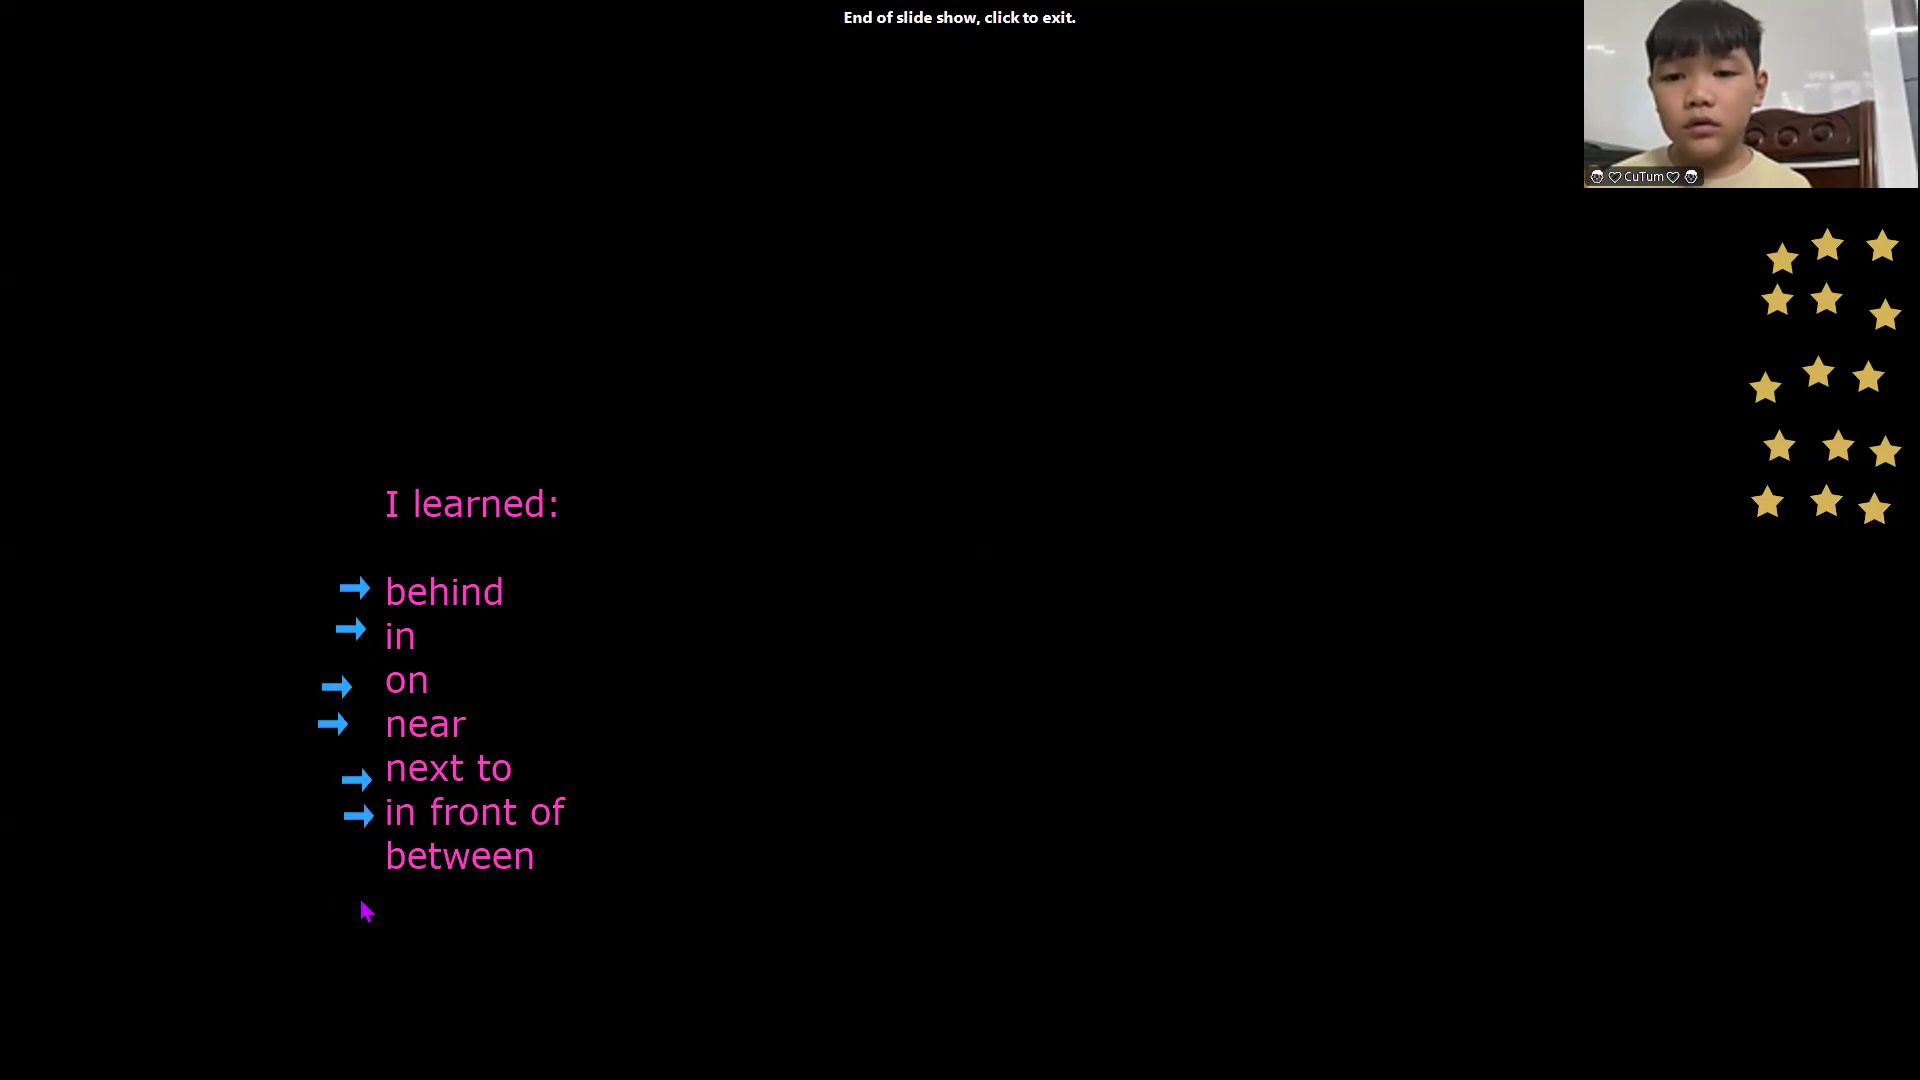 End of slide show, click to exit.
♡ CuTum ♡
I learned:
behind
in
on
near
next to
in front of
between